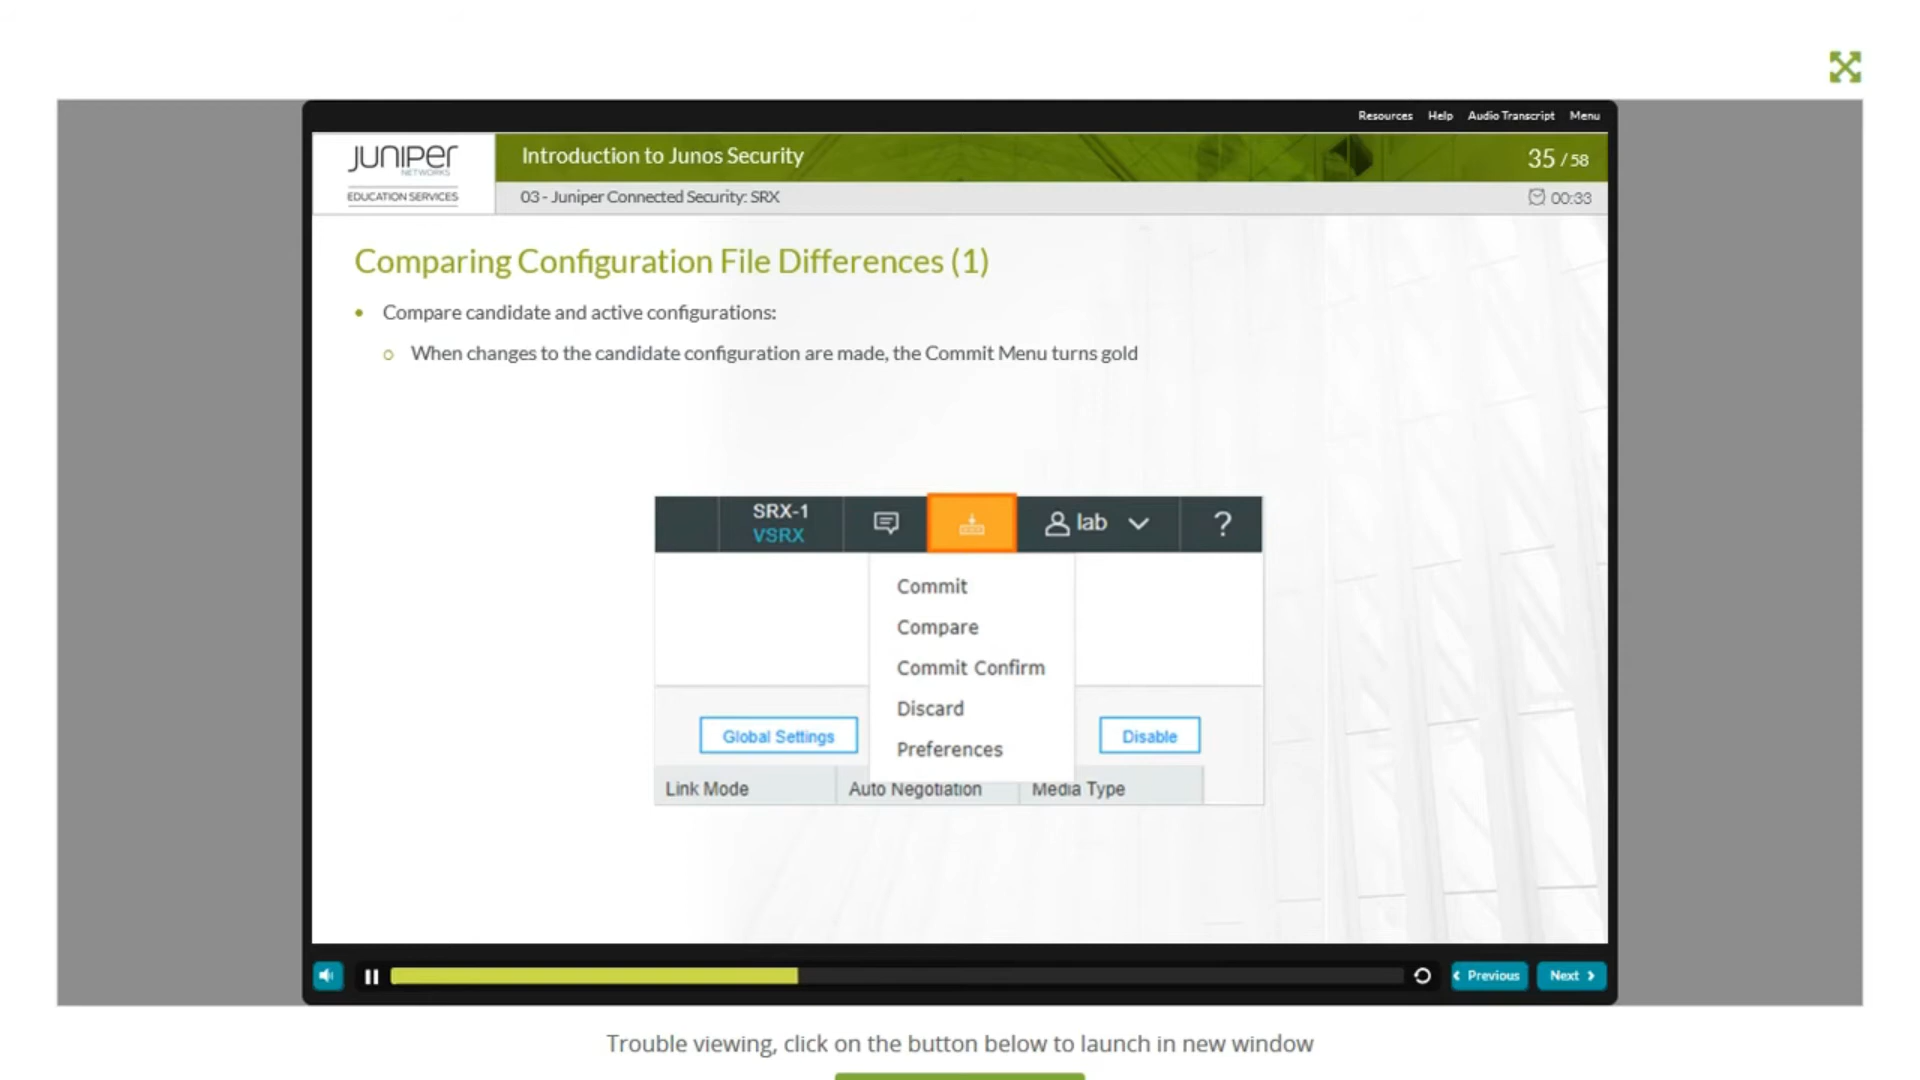 Resources Help Audio Transcript Menu
JUNIPER
NETWORKS
EDUCATION SERVICES
Introduction to Junos Security
35 / 58
03 - Juniper Connected Security: SRX
00:33
Comparing Configuration File Differences (1)
• Compare candidate and active configurations:
o When changes to the candidate configuration are made, the Commit Menu turns gold
SRX-1
VSRX
lab
?
Commit
Compare
Commit Confirm
Discard
Preferences
Global Settings
Disable
Link Mode
Auto Negotiation
Media Type
Previous
Next
Trouble viewing, click on the button below to launch in new window